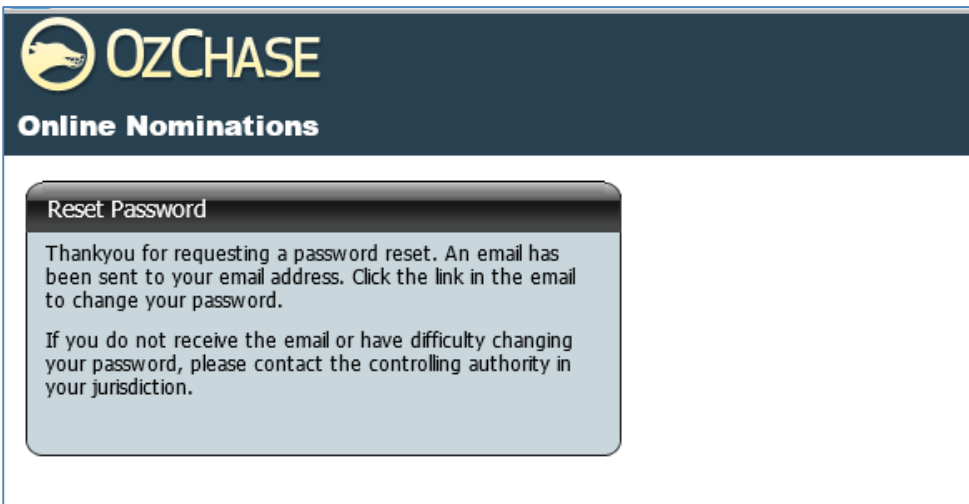 OZCHASE
Online Nominations
Reset Password
Thankyou for requesting a password reset. An email has
been sent to your email address. Click the link in the email
to change your password.
If you do not receive the email or have difficulty changing
your password, please contact the controlling authority in
your jurisdiction.